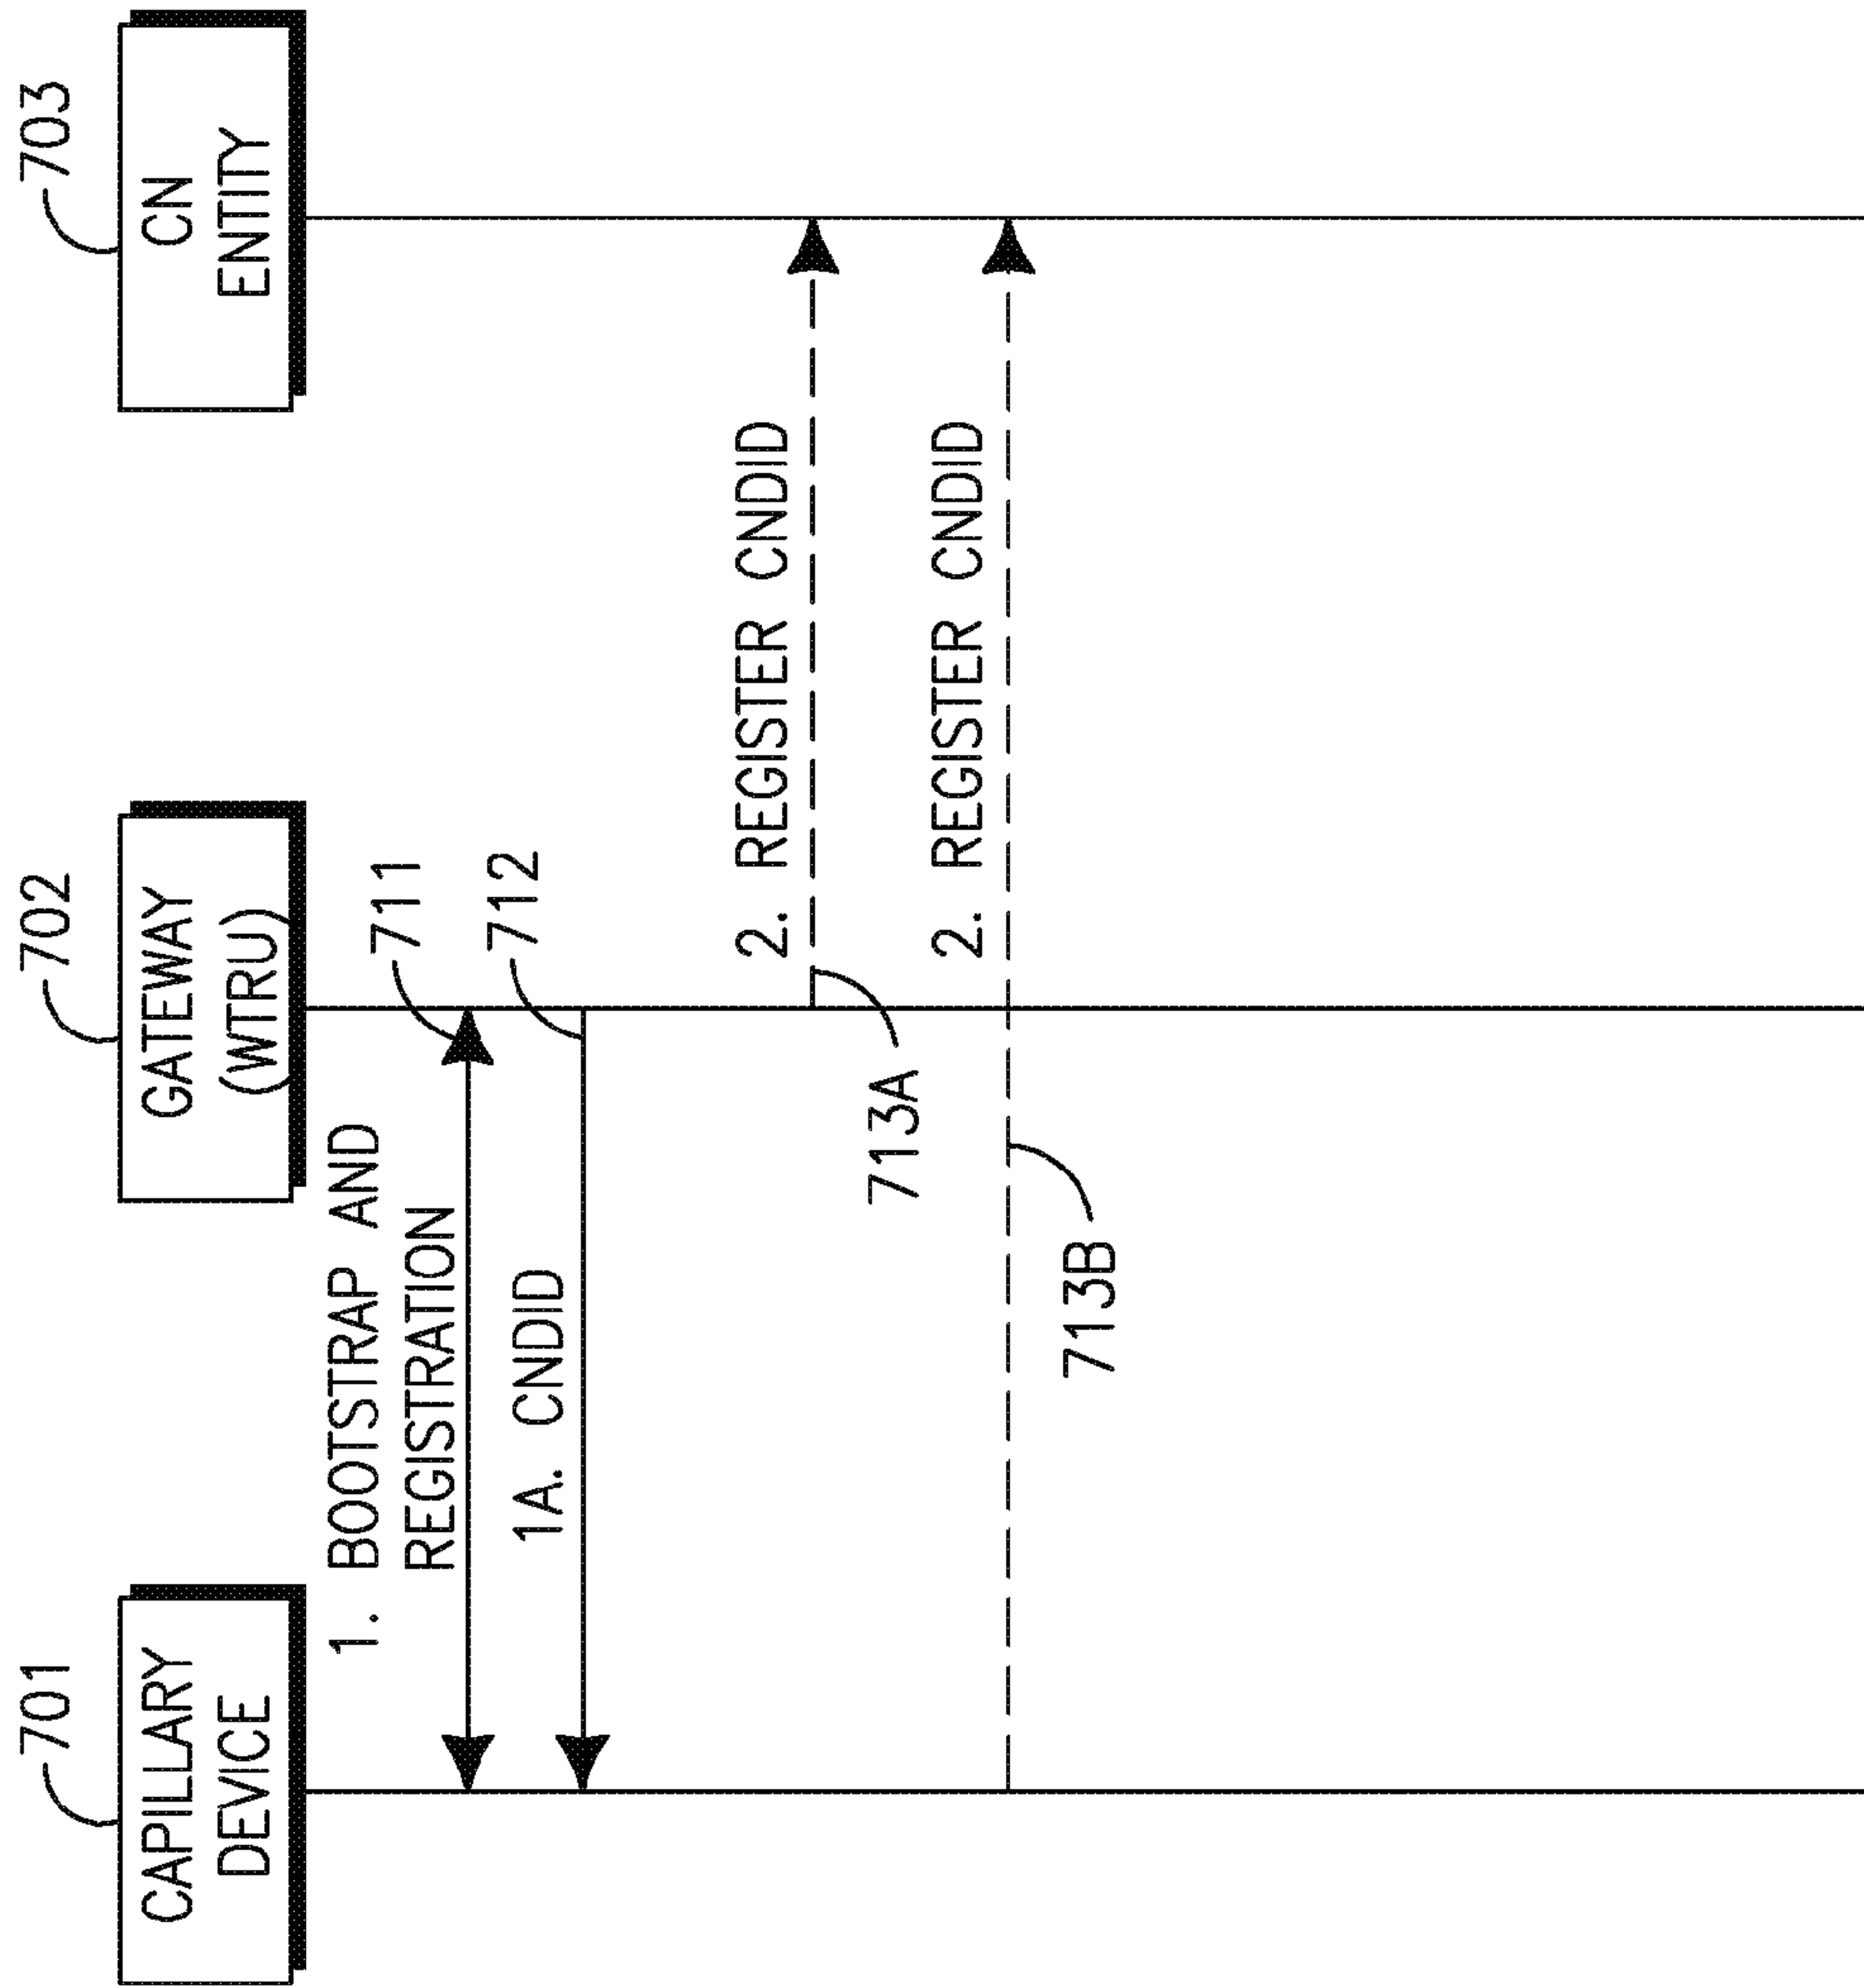 701
702
703
CAPILLARY
DEVICE
GATEWAY
(WTRU)
CN
ENTITY
1. BOOTSTRAP AND
REGISTRATION
711
1A. CNDID
712
2. REGISTER CNDID
713A
2. REGISTER CNDID
713B